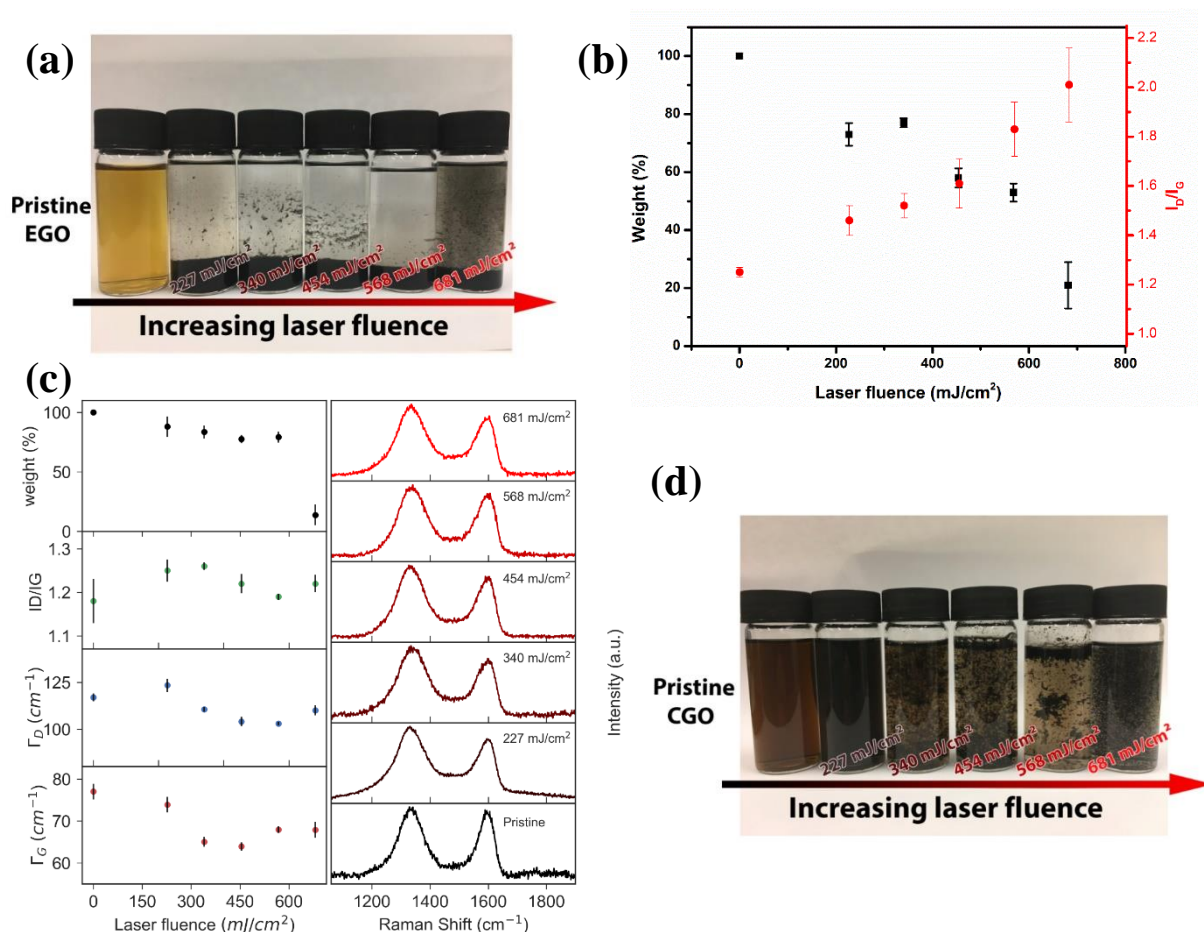 (a)
Pristine
EGO
227 mJ/cm²
340 mJ/cm²
454 mJ/cm²
568 mJ/cm²
681 mJ/cm²
Increasing laser fluence
(b)
Weight (%)
100
80
60
40
20
0
0
200
400
600
800
Laser fluence (mJ/cm²)
2.2
2.0
1.8
1.6
1.4
1.2
1.0
I_D/I_G
(c)
weight (%)
100
50
0
ID/IG
1.3
1.2
1.1
Γ_D (cm⁻¹)
125
100
Γ_G (cm⁻¹)
80
70
60
0
150
300
450
600
Laser fluence (mJ/cm²)
681 mJ/cm²
568 mJ/cm²
454 mJ/cm²
340 mJ/cm²
227 mJ/cm²
Pristine
1200
1400
1600
1800
Raman Shift (cm⁻¹)
Intensity (a.u.)
(d)
Pristine
CGO
227 mJ/cm²
340 mJ/cm²
454 mJ/cm²
568 mJ/cm²
681 mJ/cm²
Increasing laser fluence